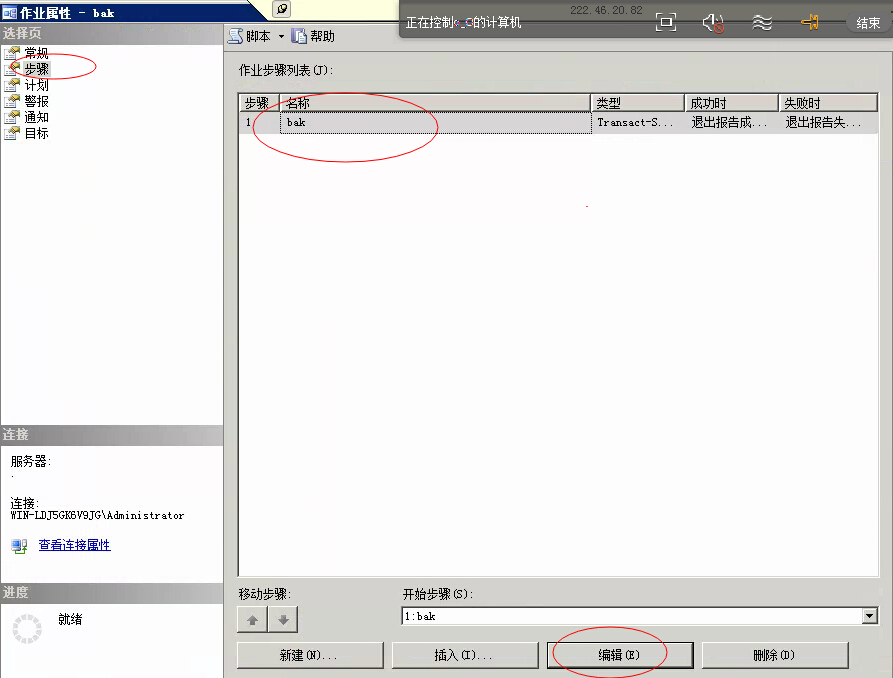 作业属性 - bak
222.46.20.82
正在控制c_C的计算机
结束
选择页
常规
步骤
计划
警报
通知
目标
连接
服务器:
.
连接:
WIN-LDJ5GK6V9JG\Administrator
查看连接属性
进度
就绪
脚本 帮助
作业步骤列表(J):
步骤 名称 类型 成功时 失败时
1 bak Transact-S... 退出报告成... 退出报告失...
移动步骤:
开始步骤(S):
1:bak
新建(N)... 插入(I)... 编辑(E) 删除(D)